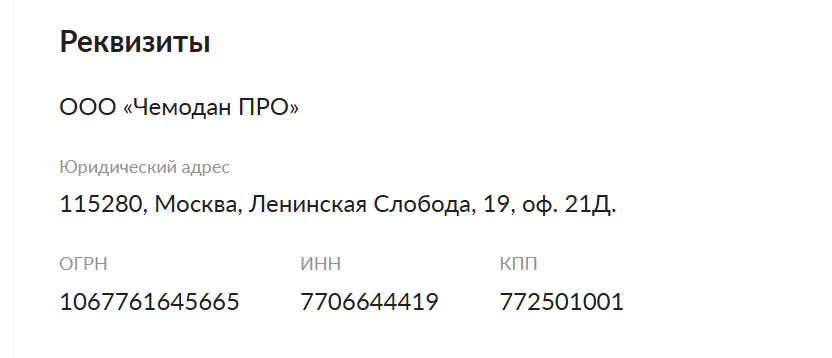 Реквизиты
ООО «Чемодан ПРО»
Юридический адрес
115280, Москва, Ленинская Слобода, 19, оф. 21Д.
ОГРН ИНН КПП
1067761645665 7706644419 772501001